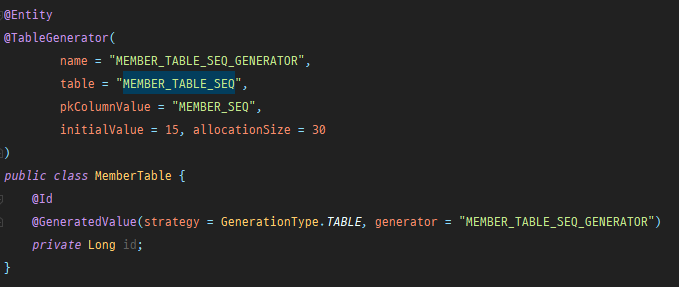 @Entity
@TableGenerator(
        name = "MEMBER_TABLE_SEQ_GENERATOR",
        table = "MEMBER_TABLE_SEQ",
        pkColumnValue = "MEMBER_SEQ",
        initialValue = 15, allocationSize = 30
)
public class MemberTable {
    @Id
    @GeneratedValue(strategy = GenerationType.TABLE, generator = "MEMBER_TABLE_SEQ_GENERATOR")
    private Long id;
}